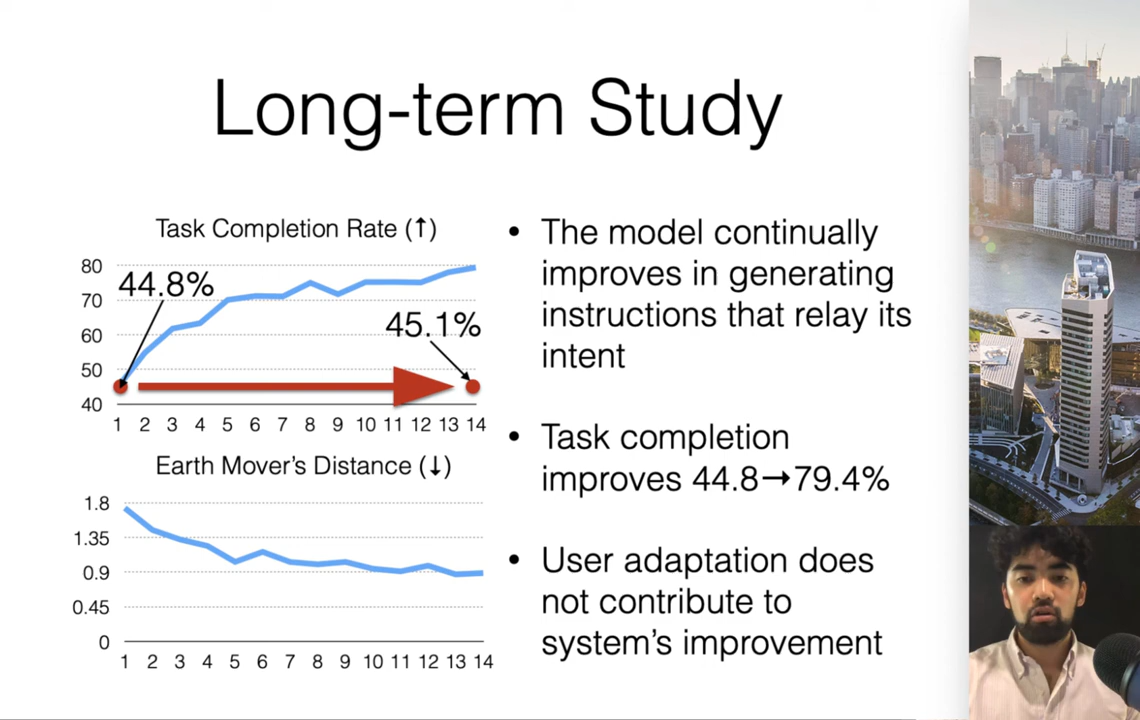 Long-term Study
Task Completion Rate (↑)
80
70
60
50
40
44.8%
45.1%
1 2 3 4 5 6 7 8 9 10 11 12 13 14
Earth Mover's Distance (↓)
1.8
1.35
0.9
0.45
0
1 2 3 4 5 6 7 8 9 10 11 12 13 14
• The model continually
improves in generating
instructions that relay its
intent
• Task completion
improves 44.8→79.4%
• User adaptation does
not contribute to
system's improvement